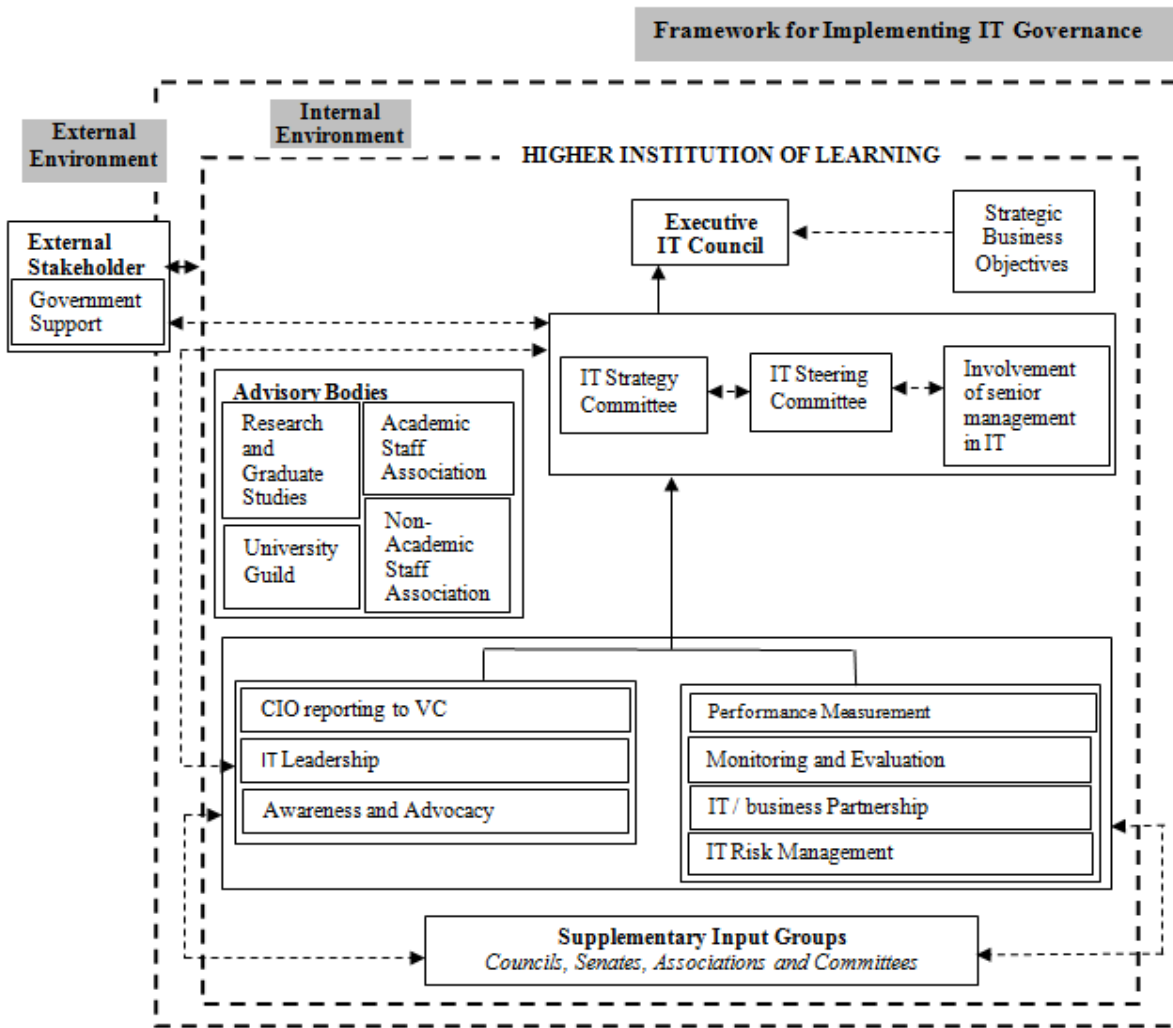 Framework for Implementing IT Governance
Internal
Environment
External
Environment
HIGHER INSTITUTION OF LEARNING
Executive
IT Council
Strategic
Business
Objectives
External
Stakeholder
Government
Support
IT Strategy
Committee
IT Steering
Committee
Involvement
of senior
management
in IT
Advisory Bodies
Research
and
Graduate
Studies
Academic
Staff
Association
University
Guild
Non-
Academic
Staff
Association
CIO reporting to VC
IT Leadership
Awareness and Advocacy
Performance Measurement
Monitoring and Evaluation
IT / business Partnership
IT Risk Management
Supplementary Input Groups
Councils, Senates, Associations and Committees